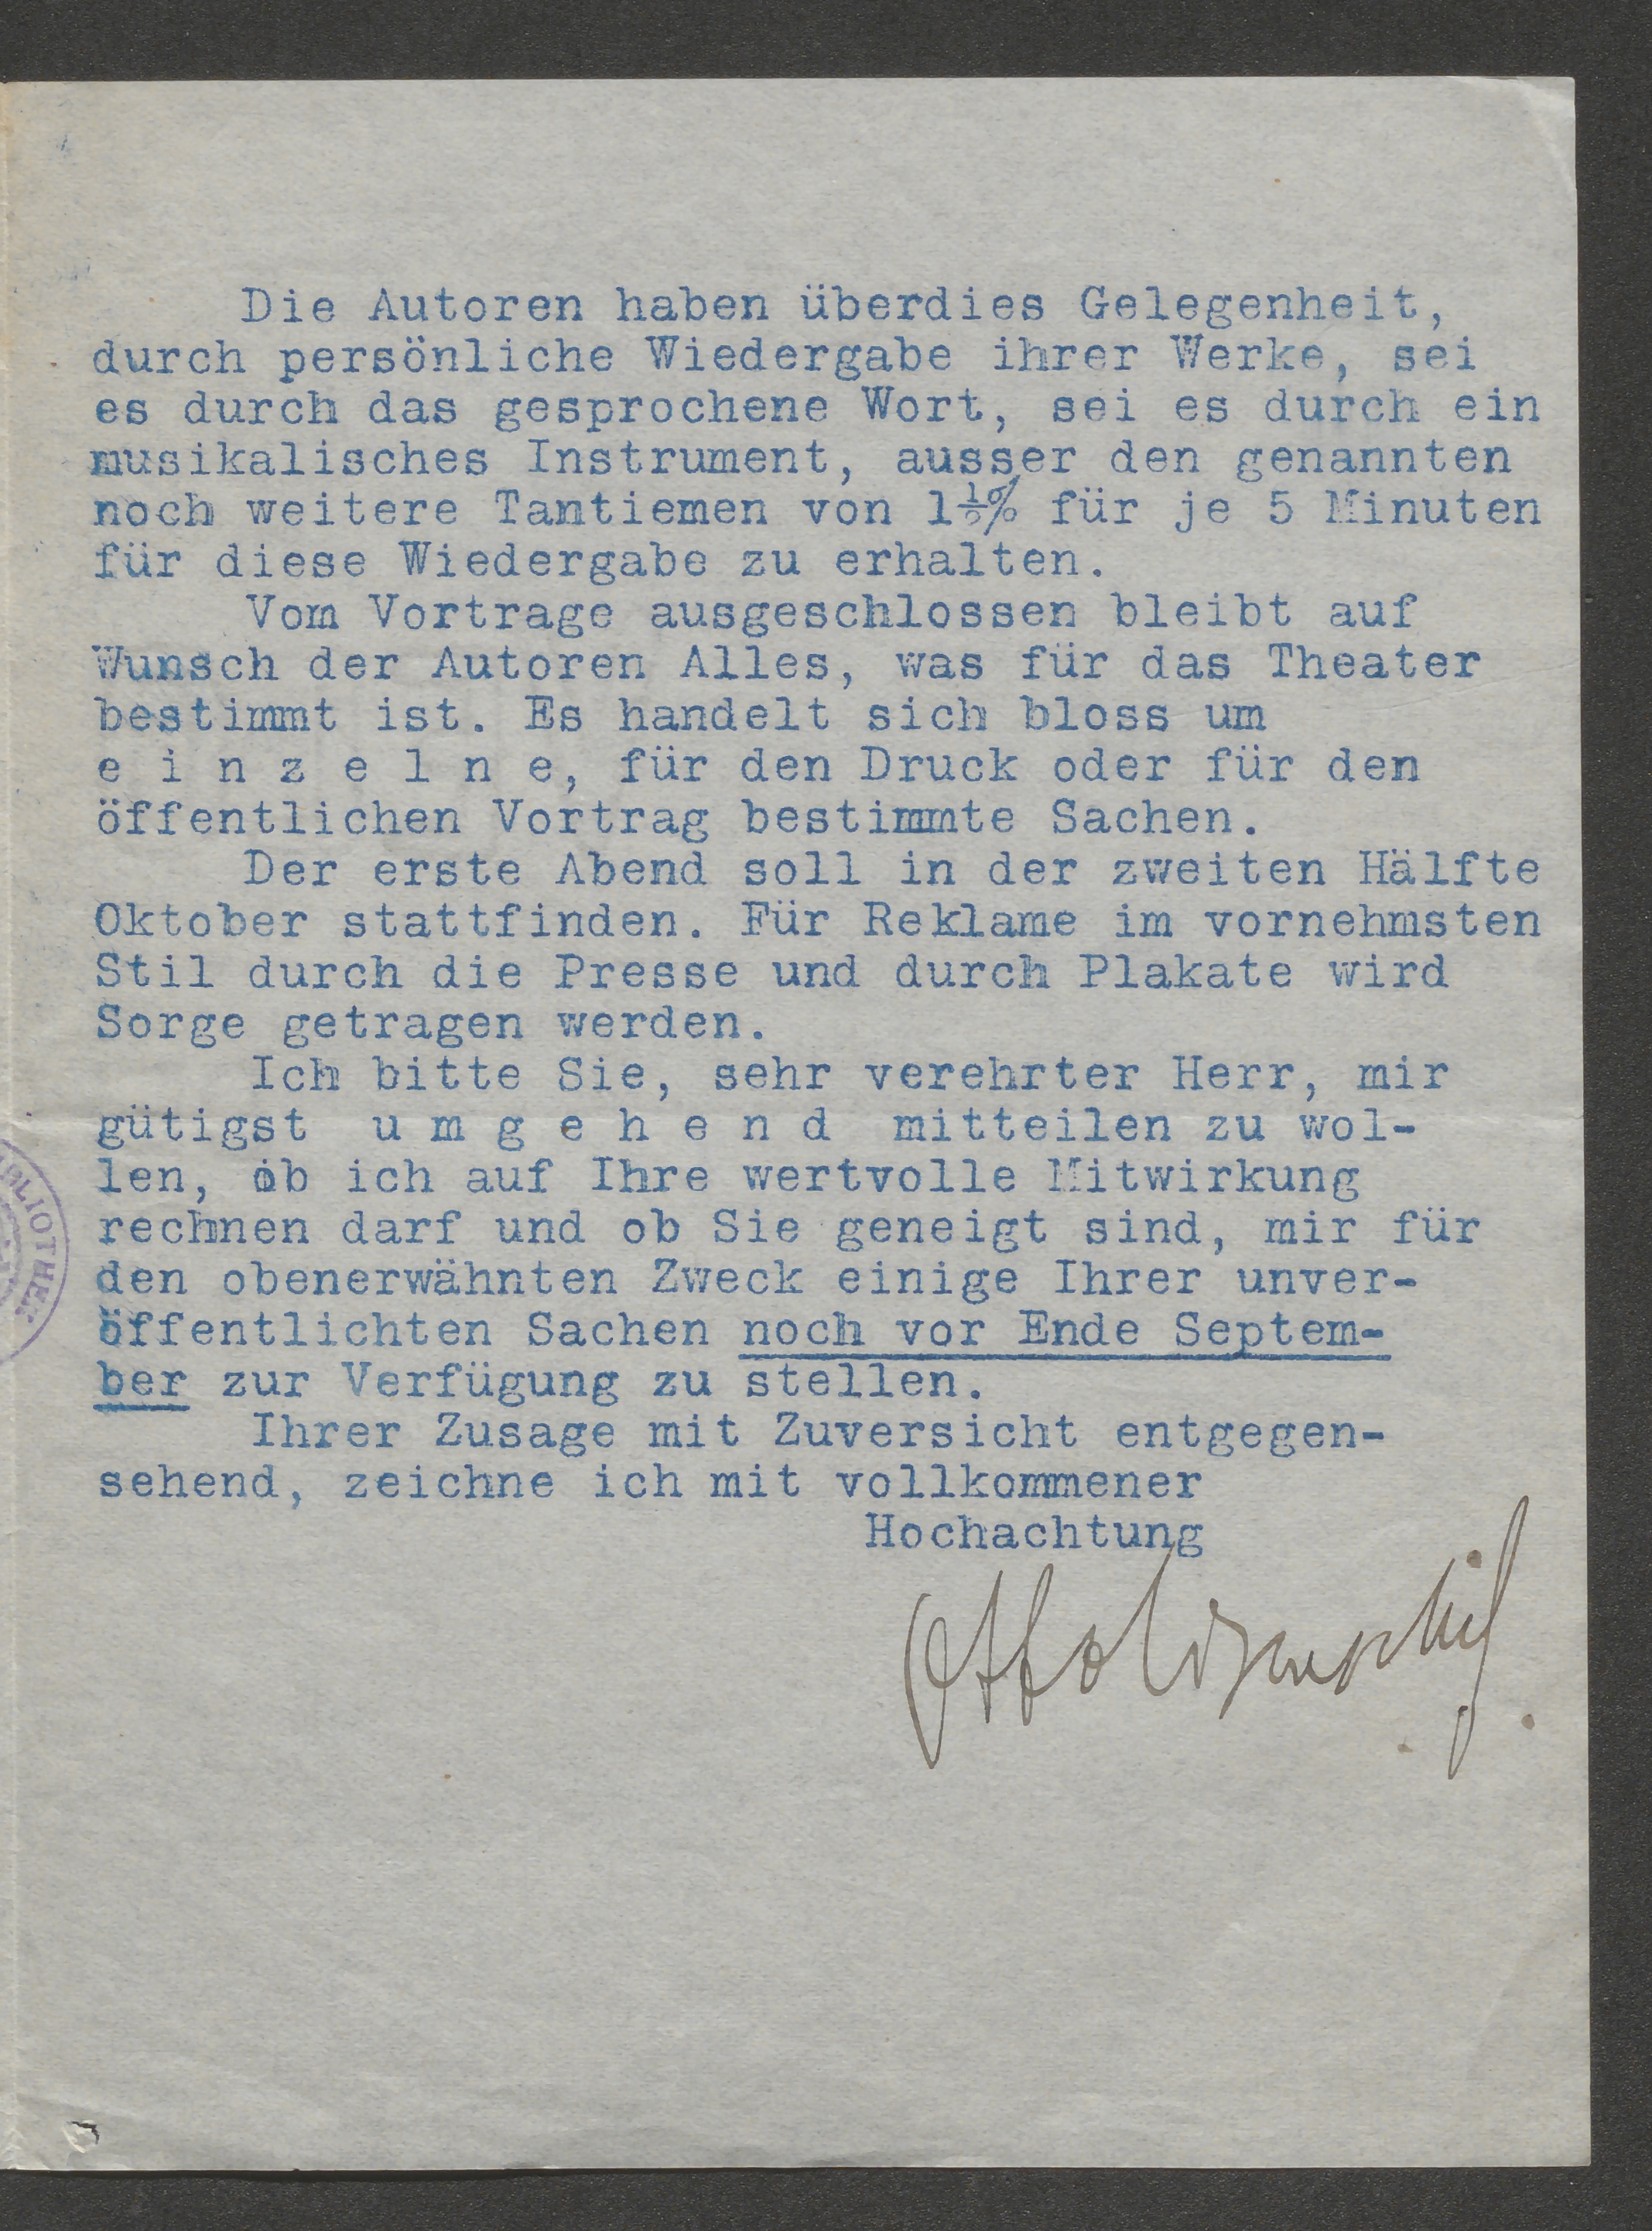 Die Autoren haben überdies Gelegenheit,
durch persönliche Wiedergabe ihrer Werke, sei
es durch das gesprochene Wort, sei es durch ein
musikalisches Instrument, ausser den genannten
noch weitere Tantiemen von 1½% für je 5 Minuten
für diese Wiedergabe zu erhalten.
Vom Vortrage ausgeschlossen bleibt auf
Wunsch der Autoren Alles, was für das Theater
bestimmt ist. Es handelt sich bloss um
e i n z e l n e, für den Druck oder für den
öffentlichen Vortrag bestimmte Sachen.
Der erste Abend soll in der zweiten Hälfte
Oktober stattfinden. Für Reklame im vornehmsten
Stil durch die Presse und durch Plakate wird
Sorge getragen werden.
Ich bitte Sie, sehr verehrter Herr, mir
gütigst u m g e h e n d mitteilen zu wol-
len, ob ich auf Ihre wertvolle Mitwirkung
rechnen darf und ob Sie geneigt sind, mir für
den obenerwähnten Zweck einige Ihrer unver-
öffentlichten Sachen noch vor Ende Septem-
ber zur Verfügung zu stellen.
Ihrer Zusage mit Zuversicht entgegen-
sehend, zeichne ich mit vollkommener
Hochachtung